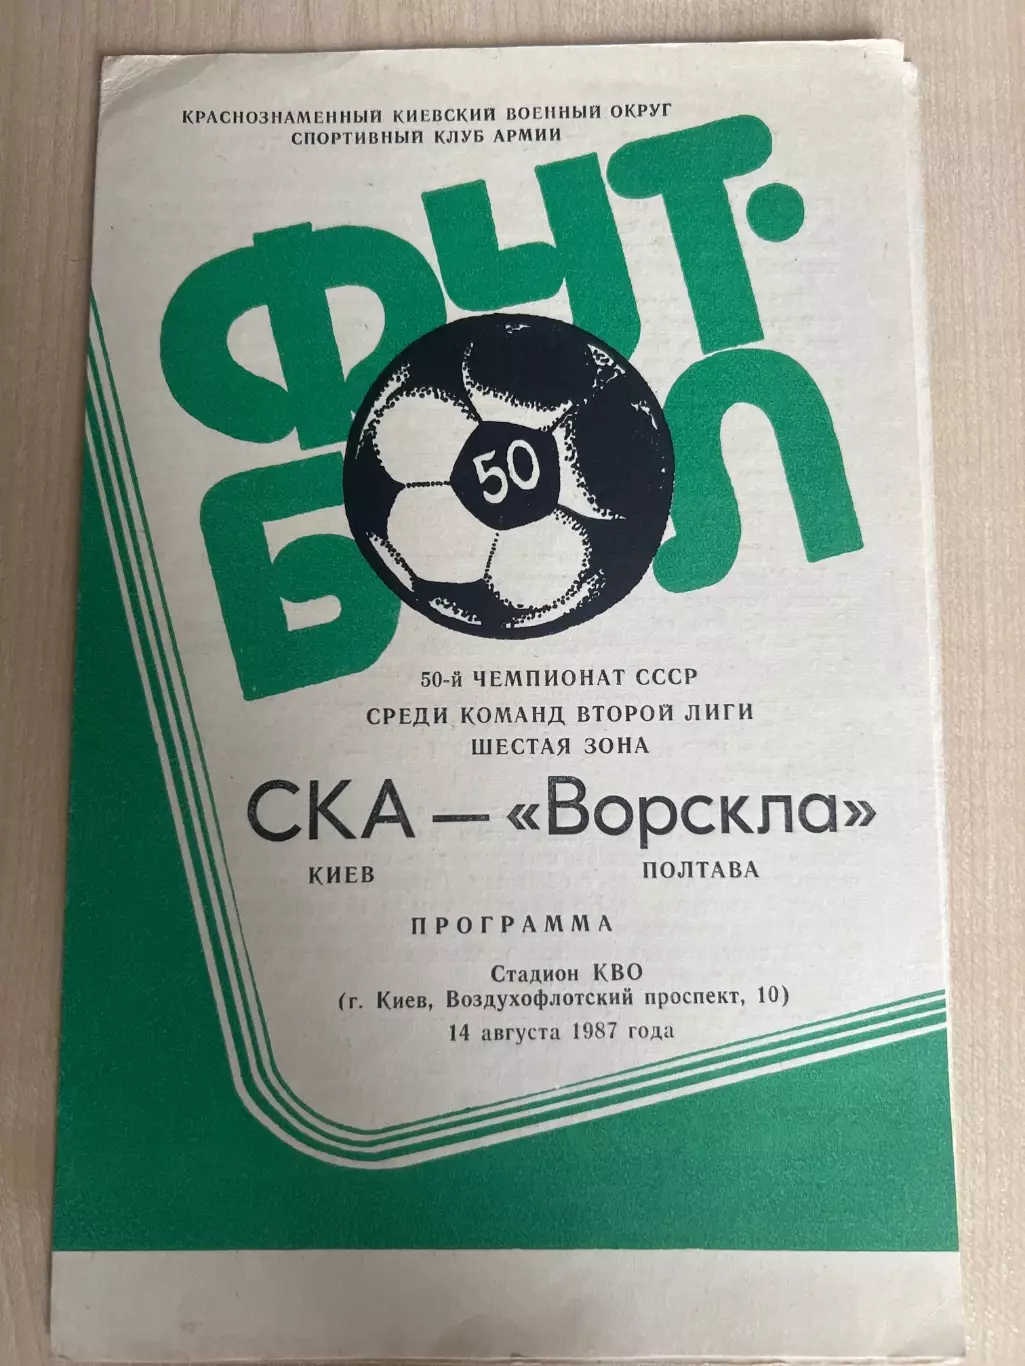 КРАСНОЗНАМЕННЫЙ КИЕВСКИЙ ВОЕННЫЙ ОКРУГ
СПОРТИВНЫЙ КЛУБ АРМИИ
ФУТ·
БОЛ
50
50-й ЧЕМПИОНАТ СССР
СРЕДИ КОМАНД ВТОРОЙ ЛИГИ
ШЕСТАЯ ЗОНА
СКА — «Ворскла»
КИЕВ ПОЛТАВА
ПРОГРАММА
Стадион КВО
(г. Киев, Воздухофлотский проспект, 10)
14 августа 1987 года